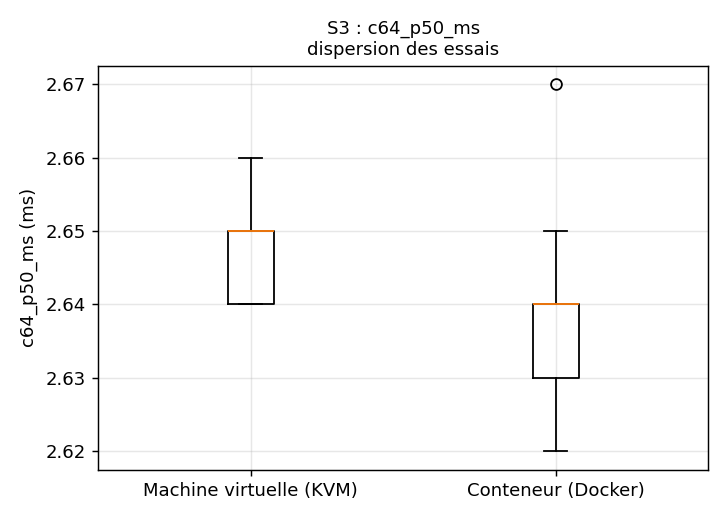 S3 : c64_p50_ms
dispersion des essais
c64_p50_ms (ms)
2.67
2.66
2.65
2.64
2.63
2.62
Machine virtuelle (KVM)
Conteneur (Docker)